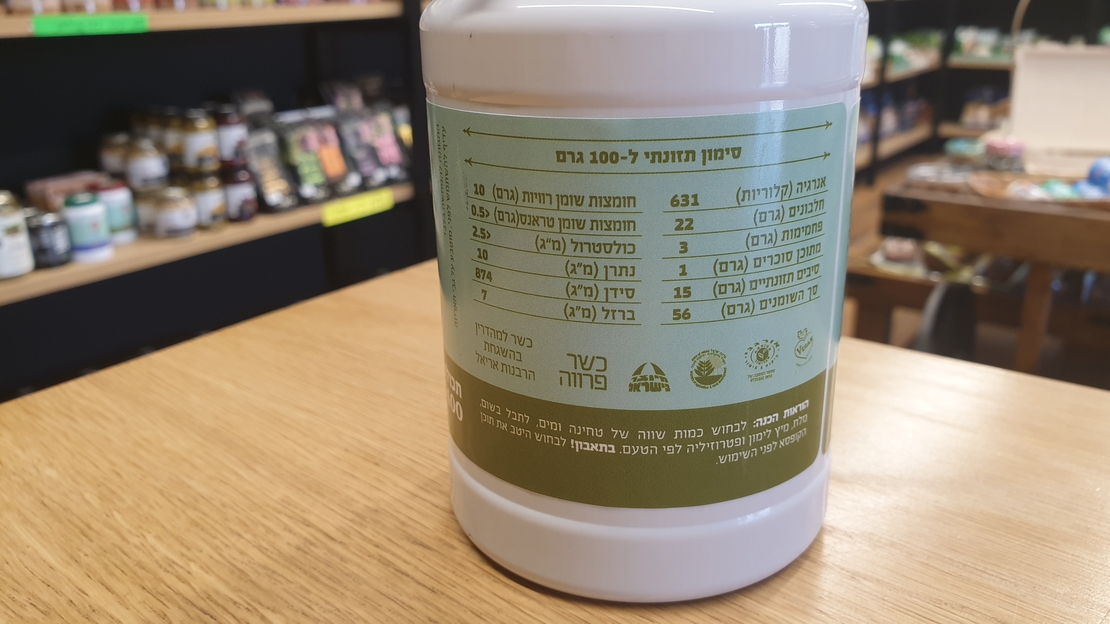 סימון תזונתי ל-100 גרם
אנרגיה (קלוריות) 631
חלבונים (גרם) 22
פחמימות (גרם) 3
מתוכן סוכרים (גרם) 1
סיבים תזונתיים (גרם) 15
סך השומנים (גרם) 56
חומצות שומן רוויות (גרם) 10
חומצות שומן טראנס(גרם) <0.5
כולסטרול (מ"ג) <2.5
נתרן (מ"ג) 10
סידן (מ"ג) 874
ברזל (מ"ג) 7
Vegan
תוצרת
ישראל
כשר
פרווה
כשר למהדרין
בהשגחת
הרבנות אריאל
הוראות הכנה: לבחוש כמות שווה של טחינה ומים, לתבל בשום,
מלח, מיץ לימון ופטרוזיליה לפי הטעם. בתאבון! לבחוש היטב את תוכן
הקופסא לפני השימוש.